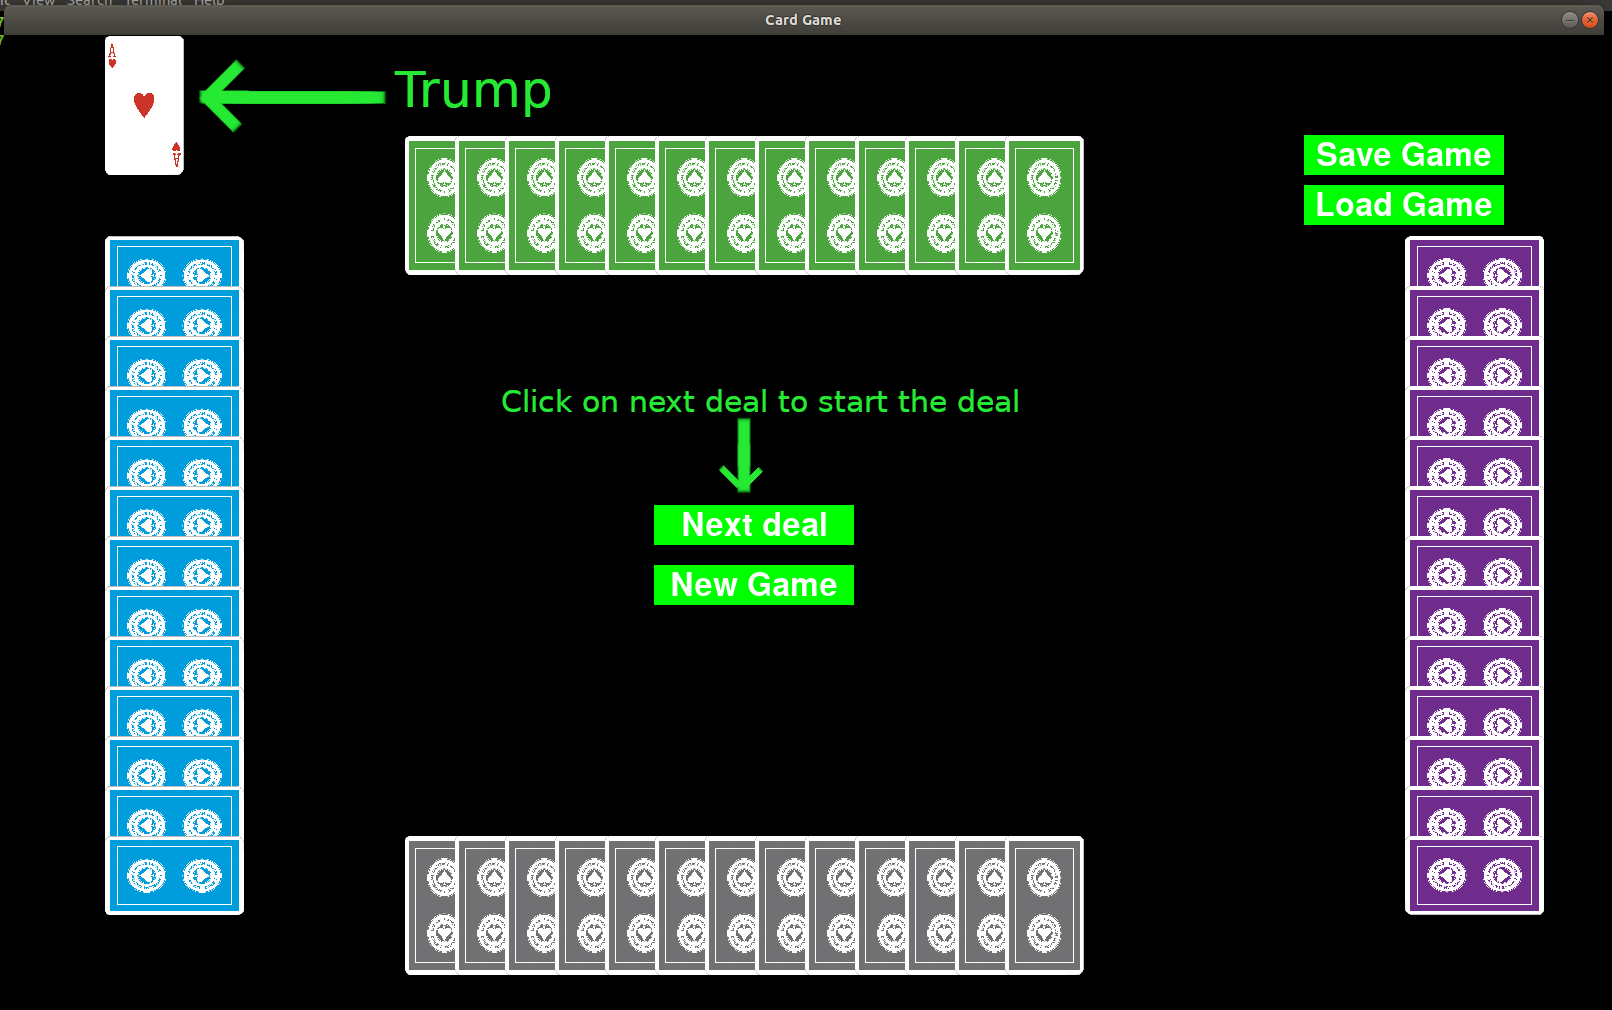 View Search Terminal Help
Card Game
A
Trump
A
Save Game
Load Game
Click on next deal to start the deal
Next deal
New Game